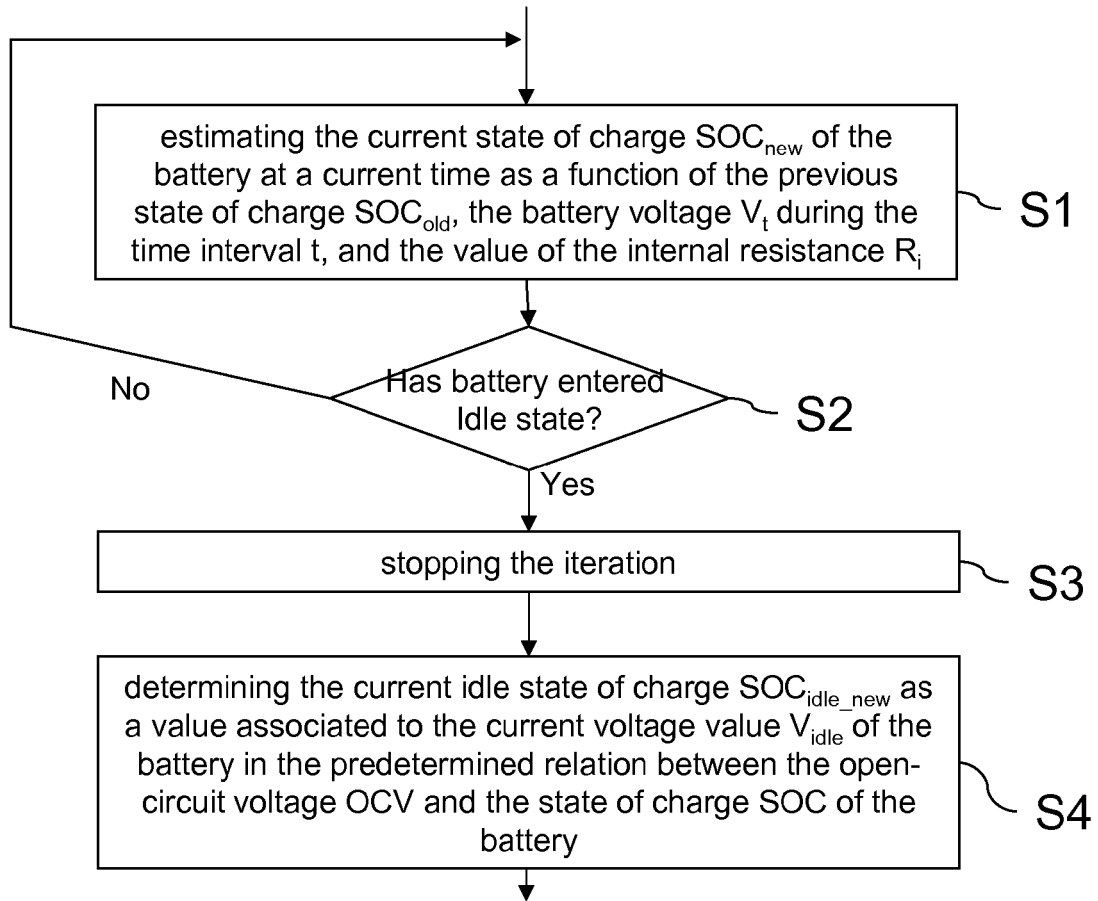 estimating the current state of charge SOCnew of the
battery at a current time as a function of the previous
state of charge SOCold, the battery voltage Vt during the
time interval t, and the value of the internal resistance Ri
S1
Has battery entered
Idle state?
S2
No
Yes
stopping the iteration
S3
determining the current idle state of charge SOCidle_new as
a value associated to the current voltage value Vidle of the
battery in the predetermined relation between the open-
circuit voltage OCV and the state of charge SOC of the
battery
S4